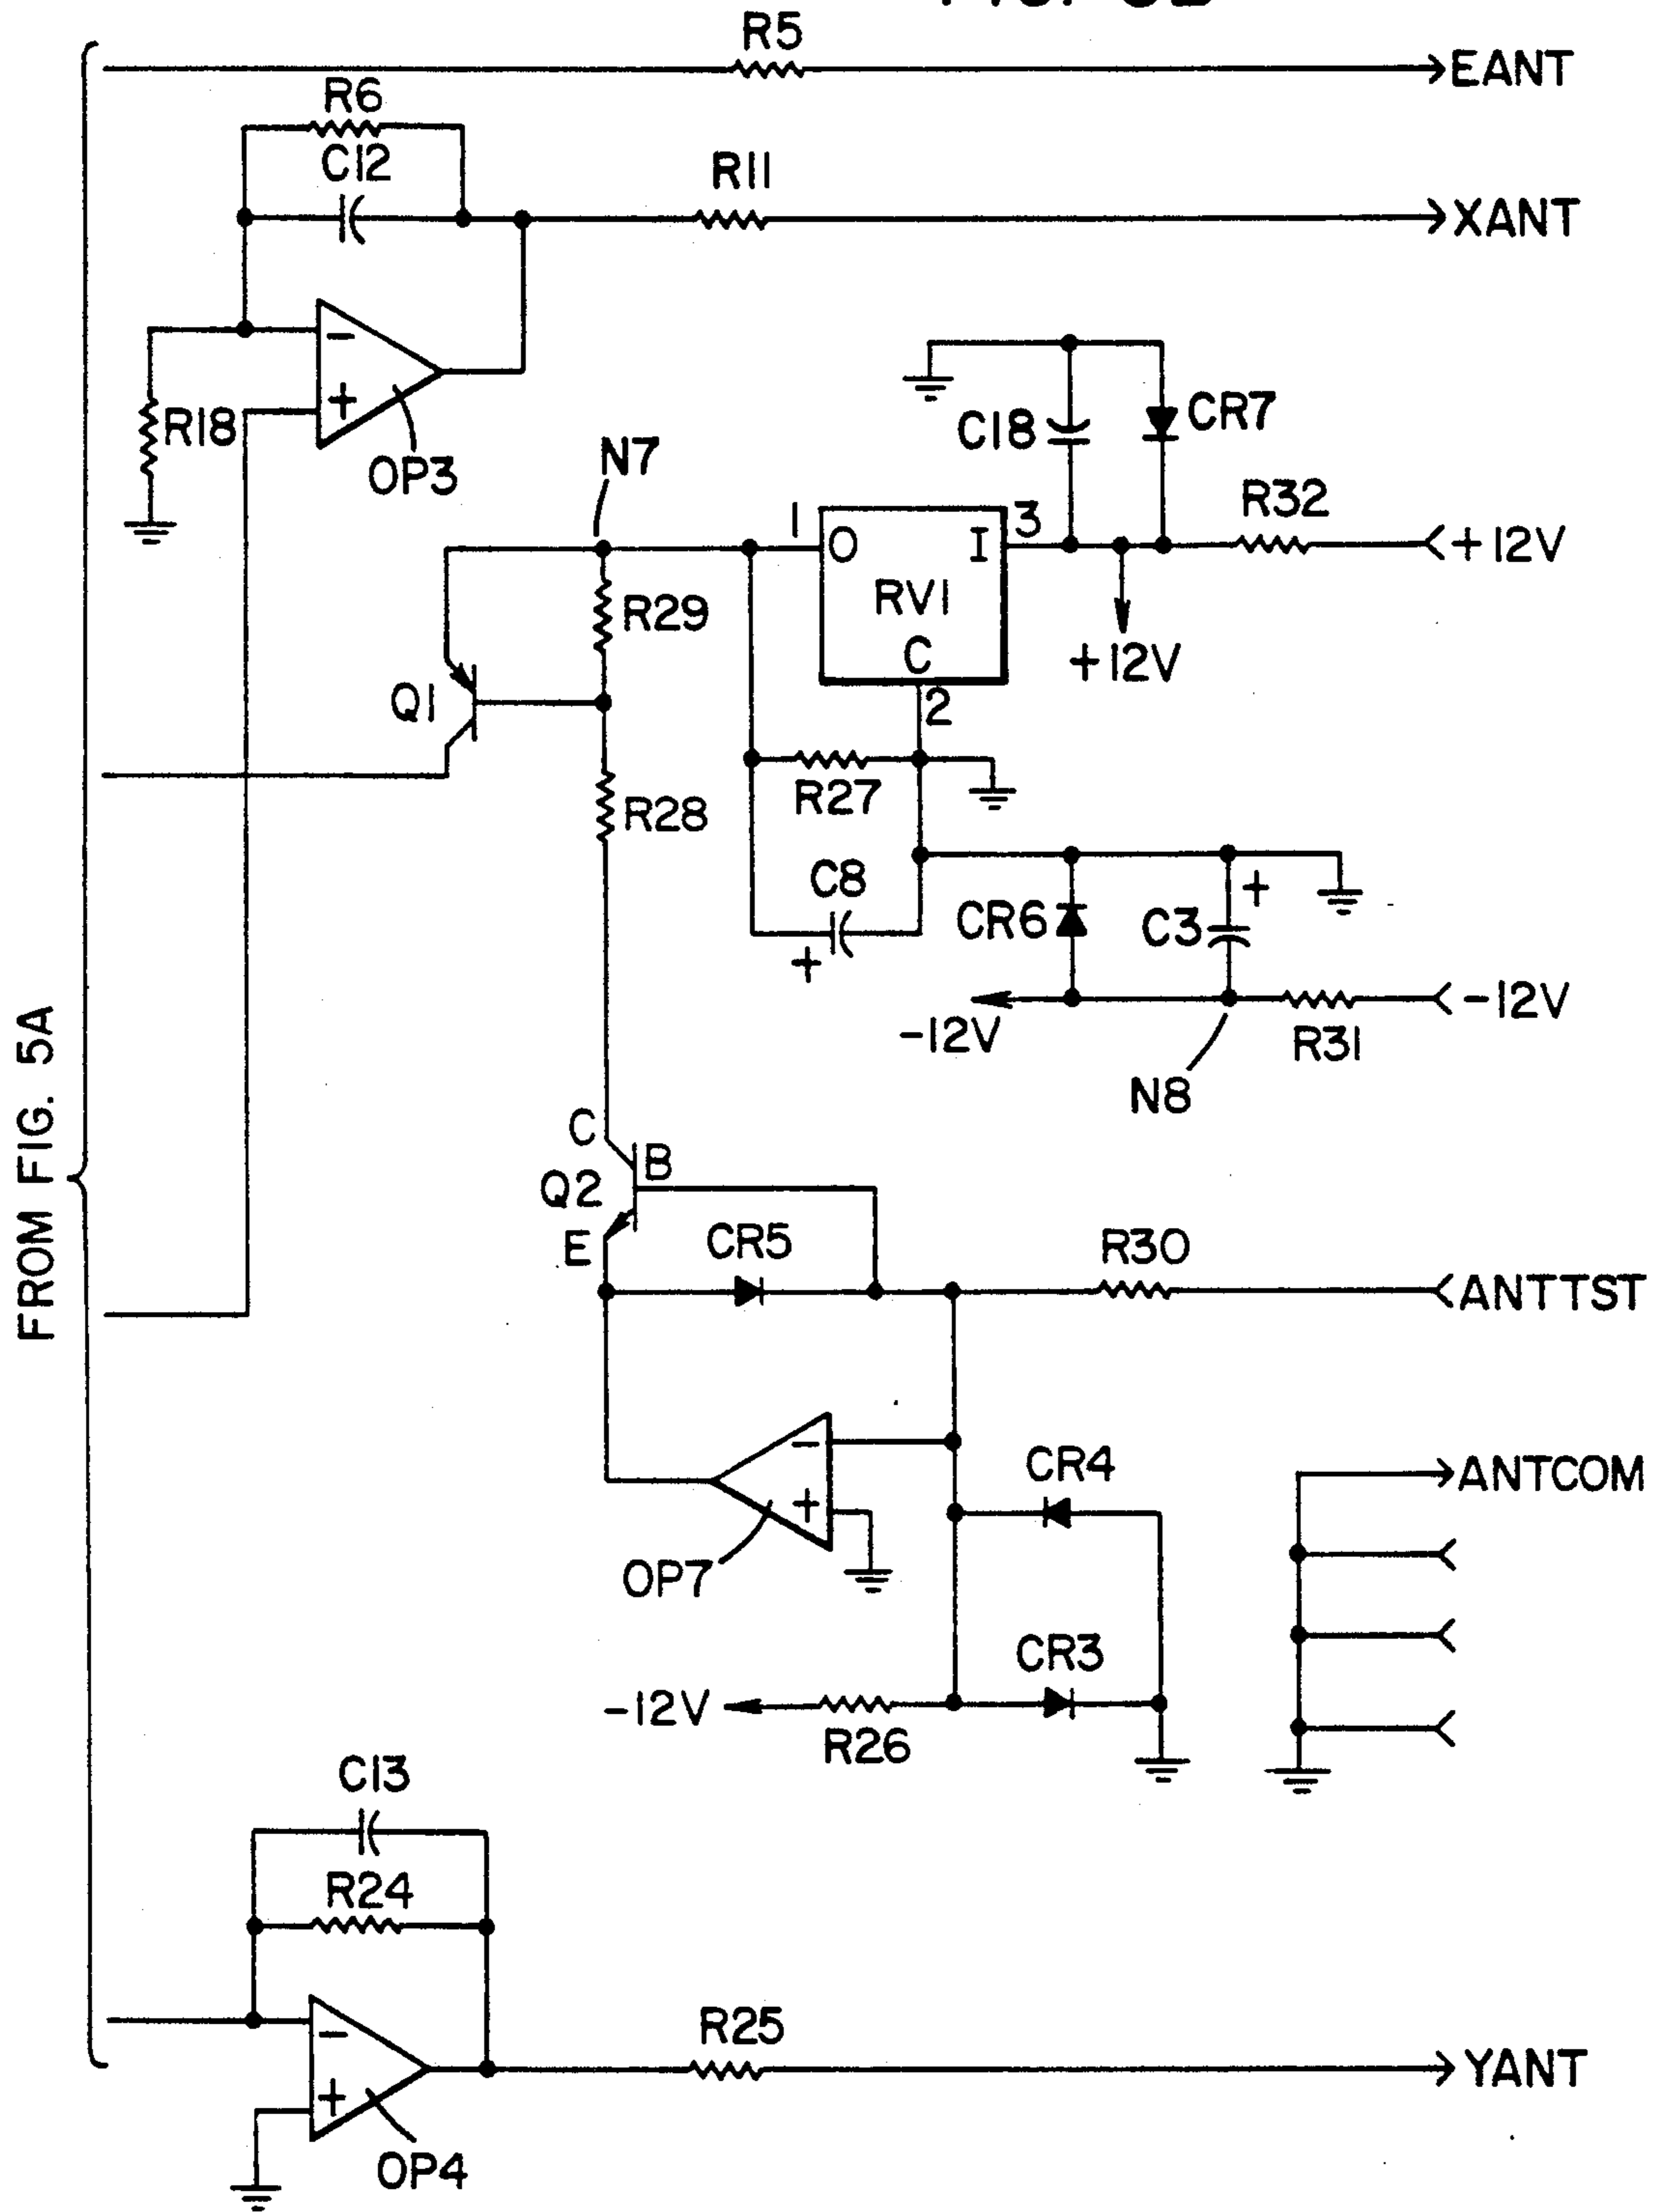 R5
EANT
R6
C12
R11
XANT
−
+
R18
OP3
N7
C18
CR7
1
O
I
3
R32
+12V
RV1
R29
C
+12V
Q1
2
R27
R28
C8
+
CR6
C3
+
-12V
-12V
R31
N8
FROM FIG. 5A
C
B
Q2
E
CR5
R30
ANTTST
−
+
CR4
ANTCOM
OP7
CR3
-12V
R26
C13
R24
−
+
R25
YANT
OP4